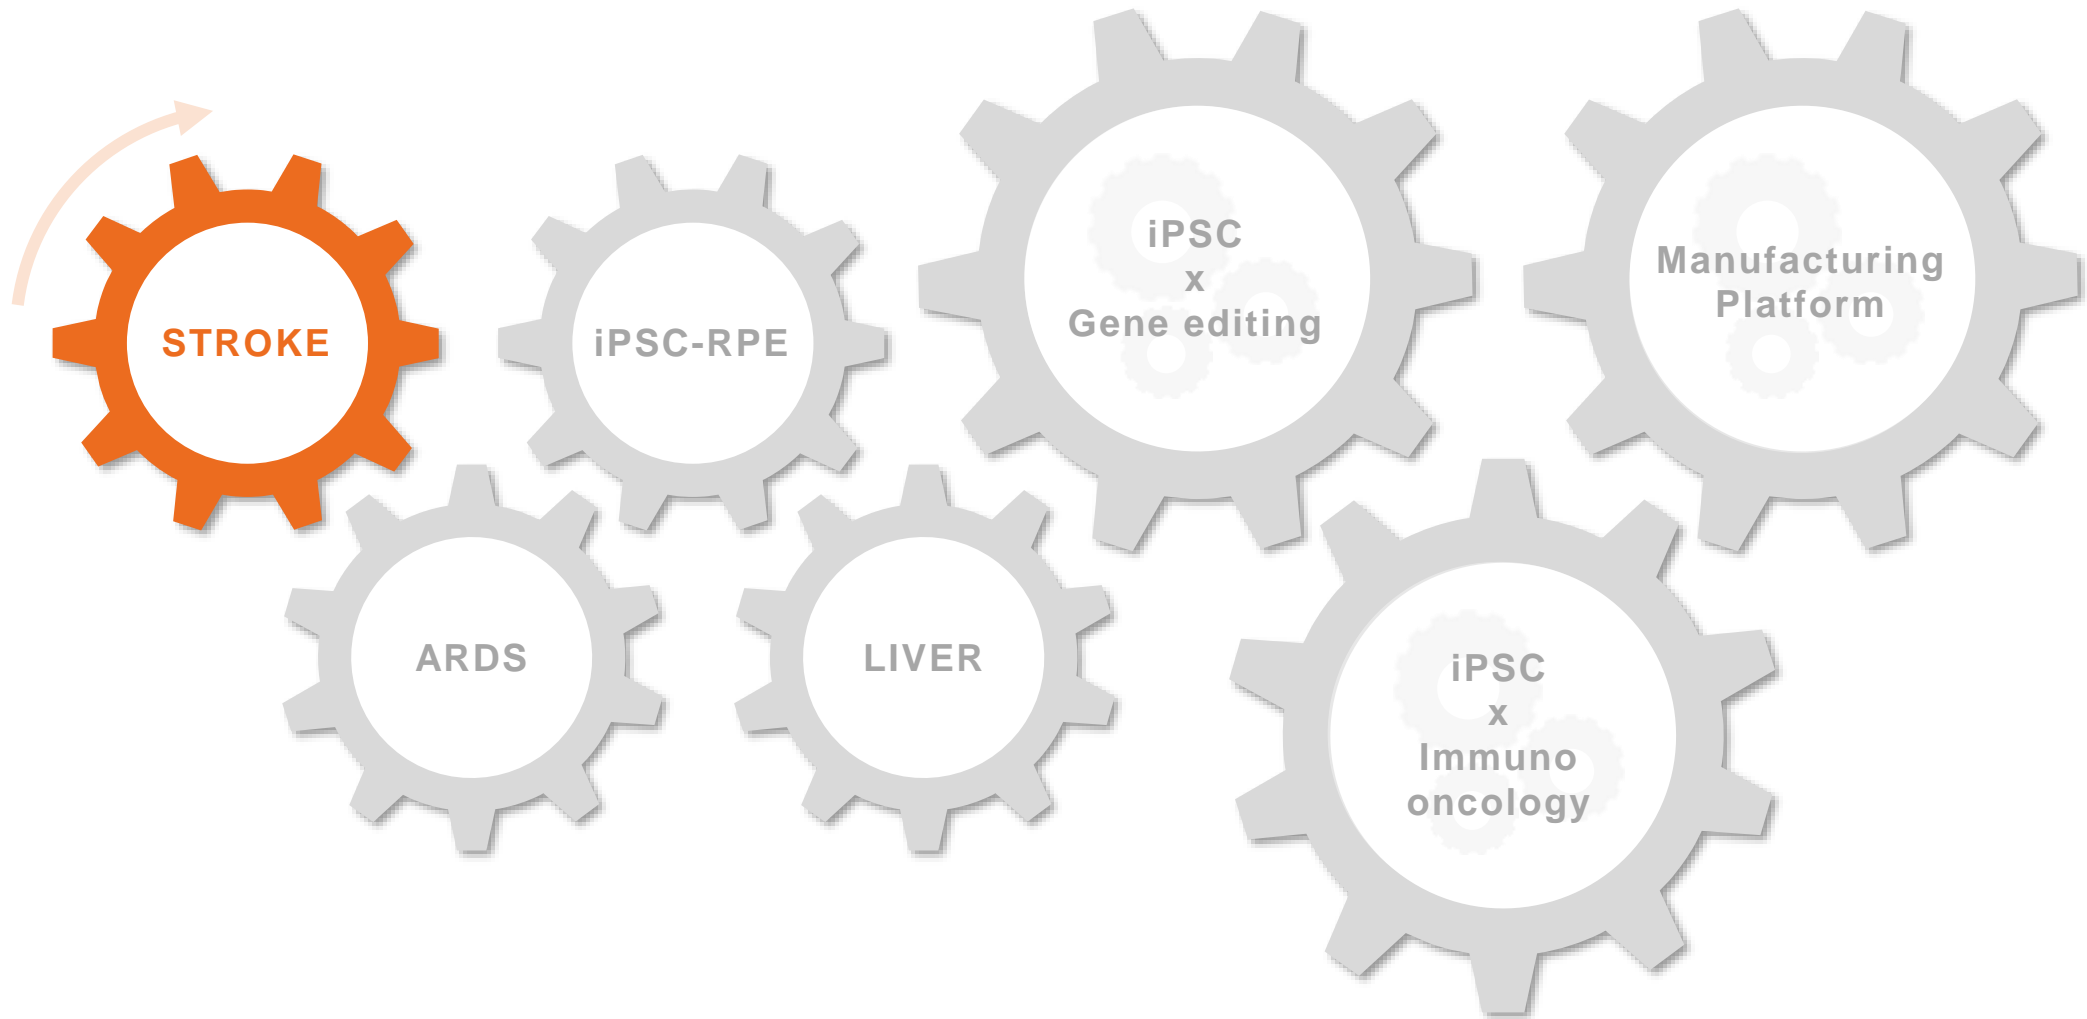 STROKE
iPSC-RPE
iPSC
x
Gene editing
Manufacturing
Platform
ARDS
LIVER
iPSC
x
Immuno
oncology